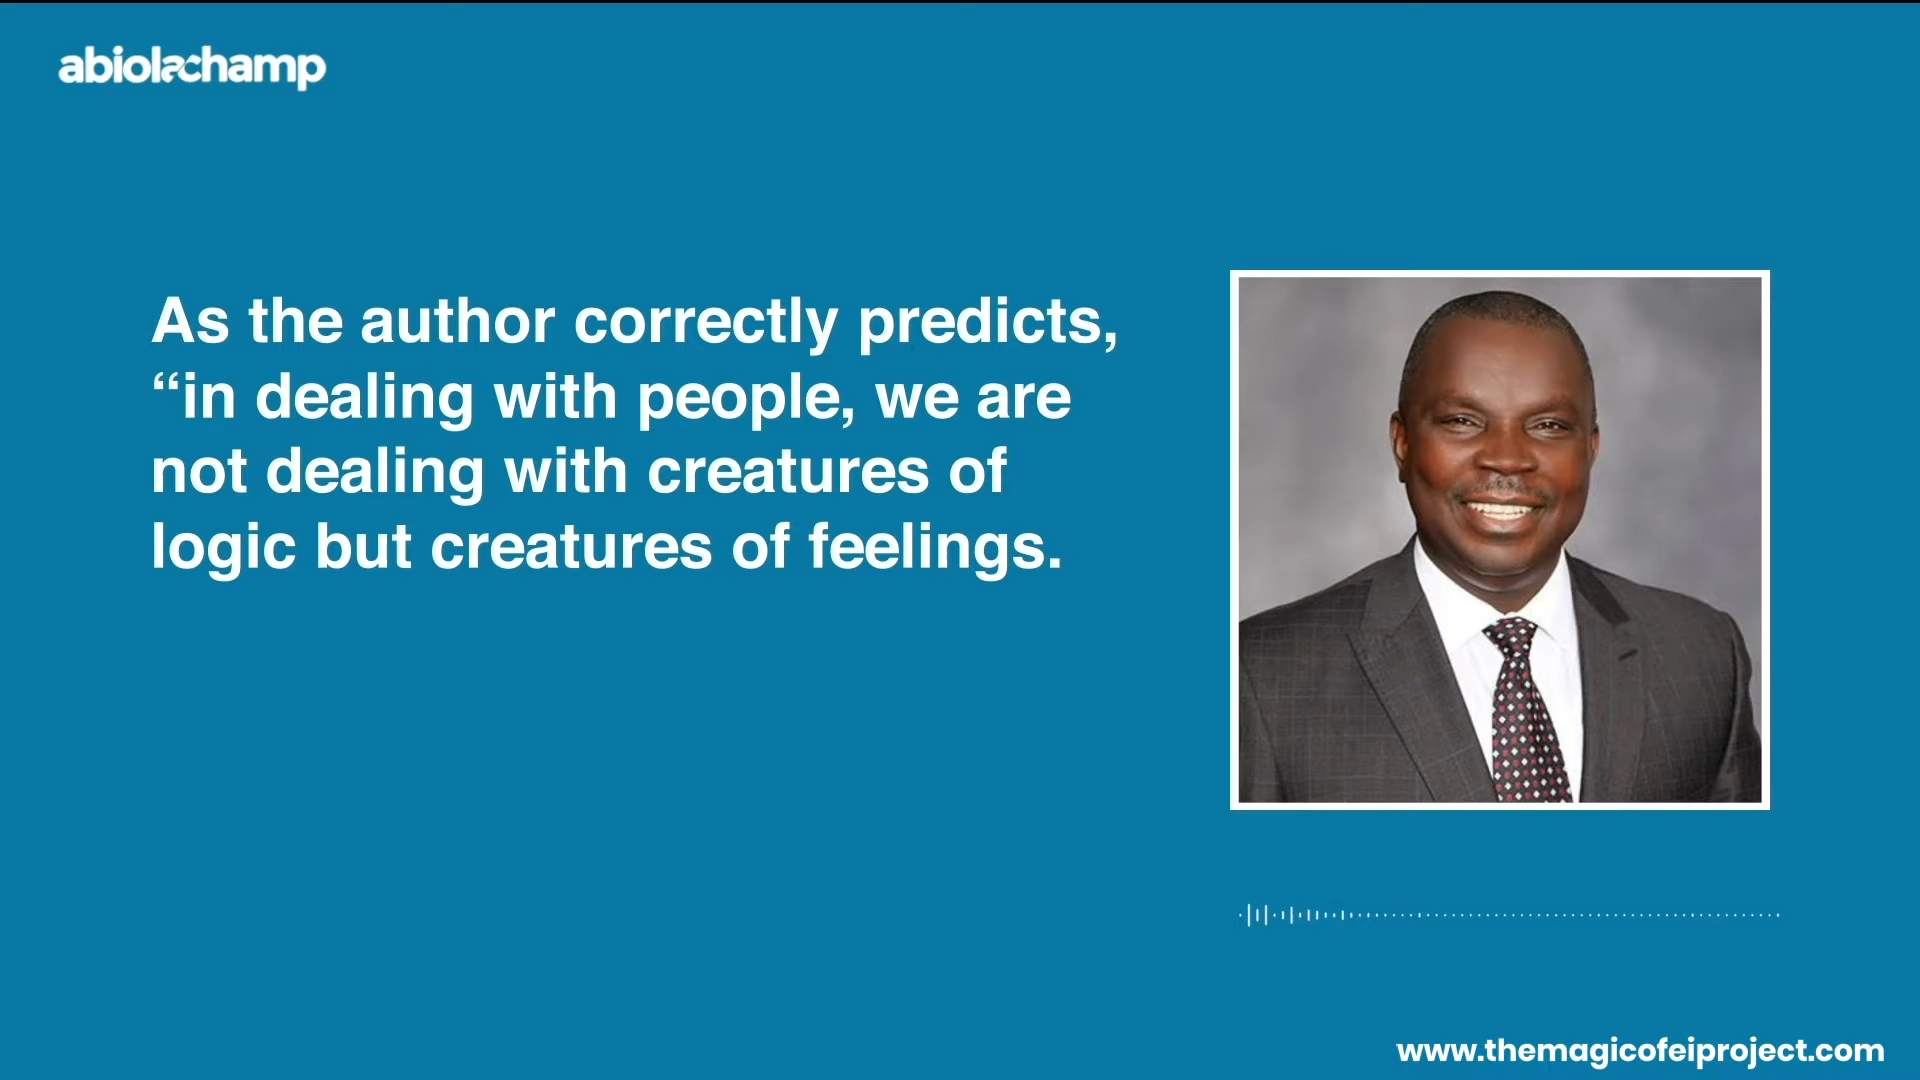 abiolachamp
As the author correctly predicts,
“in dealing with people, we are
not dealing with creatures of
logic but creatures of feelings.
www.themagicofeiproject.com